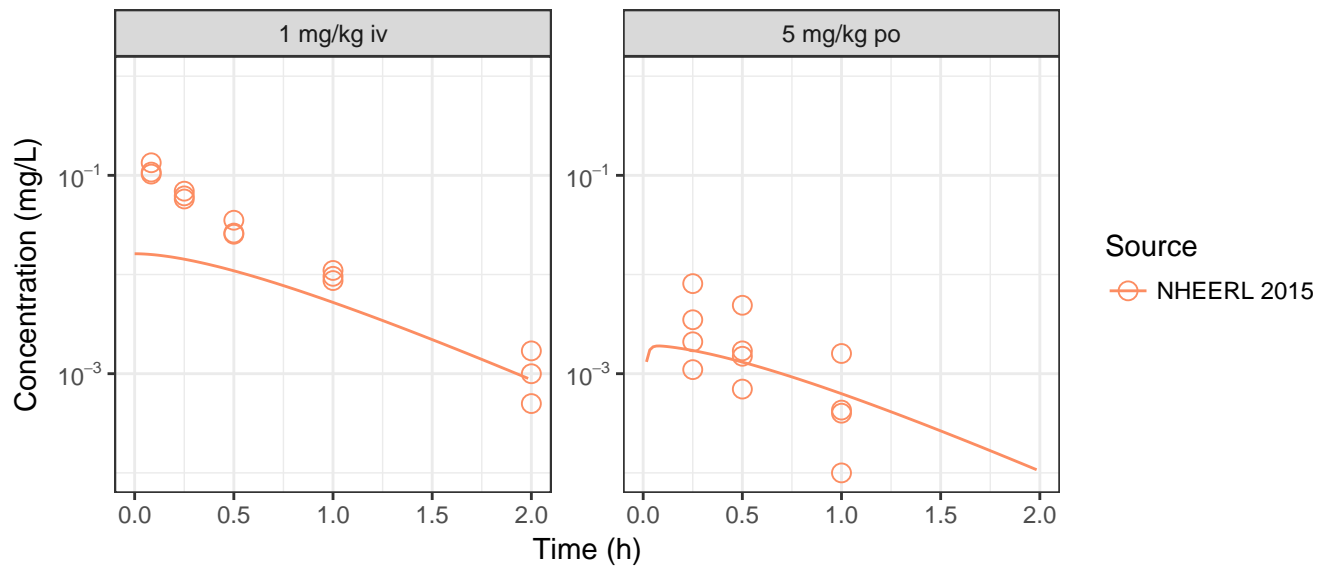 1 mg/kg iv
5 mg/kg po
Concentration (mg/L)
10⁻¹
10⁻³
10⁻¹
10⁻³
0.0 0.5 1.0 1.5 2.0
0.0 0.5 1.0 1.5 2.0
Time (h)
Source
NHEERL 2015